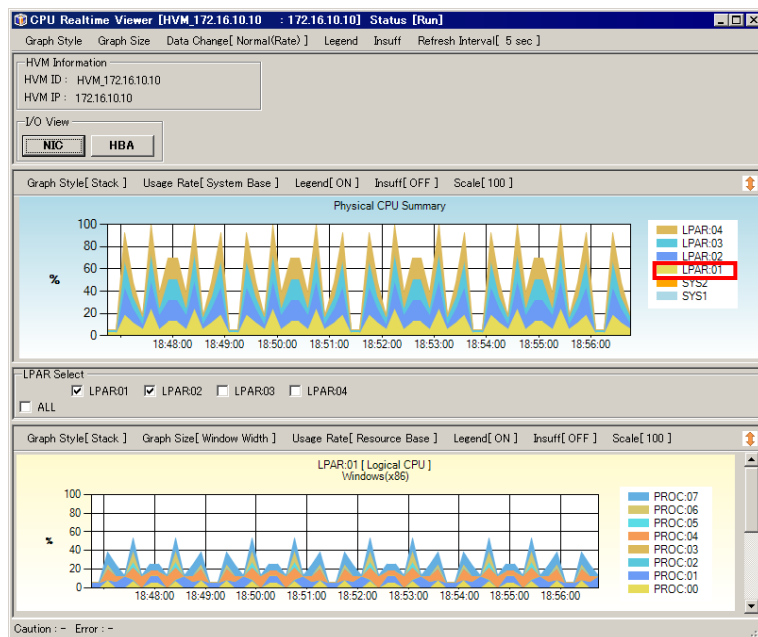 CPU Realtime Viewer [HVM_172.16.10.10 : 172.16.10.10] Status [Run]
Graph Style Graph Size Data Change[ Normal(Rate) ] Legend Insuff Refresh Interval[ 5 sec ]
HVM Information
HVM ID : HVM_172.16.10.10
HVM IP : 172.16.10.10
I/O View
NIC HBA
Graph Style[ Stack ] Usage Rate[ System Base ] Legend[ ON ] Insuff[ OFF ] Scale[ 100 ]
Physical CPU Summary
100
80
60
40
20
0
%
18:48:00 18:49:00 18:50:00 18:51:00 18:52:00 18:53:00 18:54:00 18:55:00 18:56:00
LPAR:04
LPAR:03
LPAR:02
LPAR:01
SYS2
SYS1
LPAR Select
LPAR01 LPAR02 LPAR03 LPAR04
ALL
Graph Style[ Stack ] Graph Size[ Window Width ] Usage Rate[ Resource Base ] Legend[ ON ] Insuff[ OFF ] Scale[ 100 ]
LPAR:01 [ Logical CPU ]
Windows(x86)
100
80
60
40
20
0
%
18:48:00 18:49:00 18:50:00 18:51:00 18:52:00 18:53:00 18:54:00 18:55:00 18:56:00
PROC:07
PROC:06
PROC:05
PROC:04
PROC:03
PROC:02
PROC:01
PROC:00
Caution : - Error : -